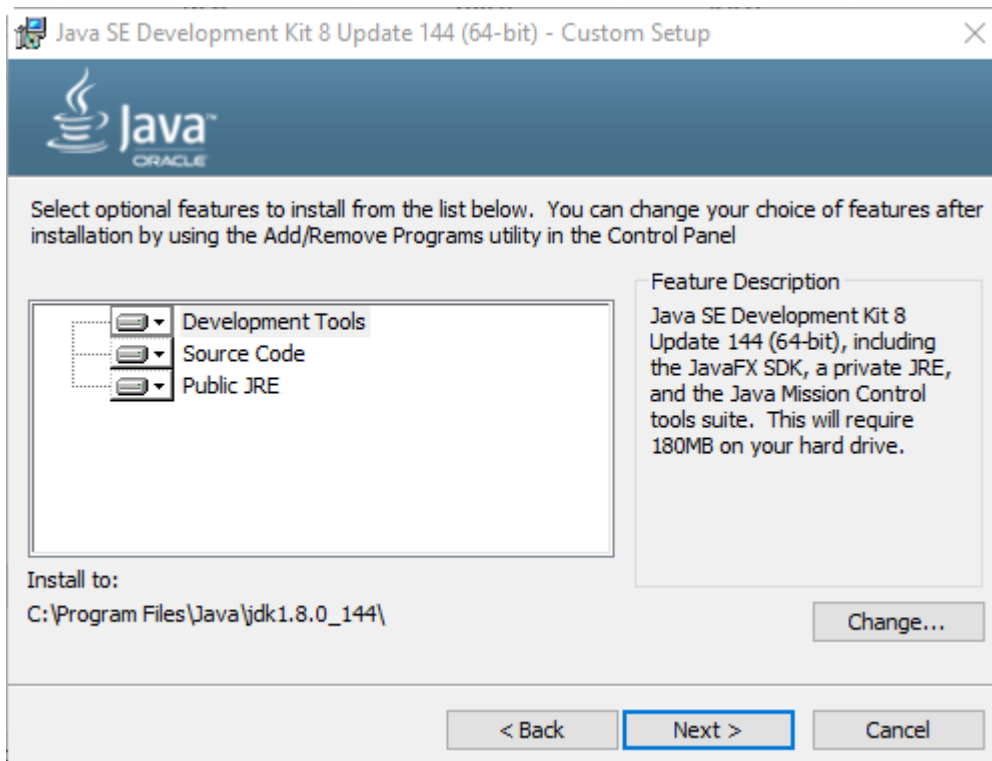 Java SE Development Kit 8 Update 144 (64-bit) - Custom Setup
Java™
ORACLE
Select optional features to install from the list below. You can change your choice of features after
installation by using the Add/Remove Programs utility in the Control Panel
Development Tools
Source Code
Public JRE
Feature Description
Java SE Development Kit 8
Update 144 (64-bit), including
the JavaFX SDK, a private JRE,
and the Java Mission Control
tools suite. This will require
180MB on your hard drive.
Install to:
C:\Program Files\Java\jdk1.8.0_144\
Change...
< Back
Next >
Cancel